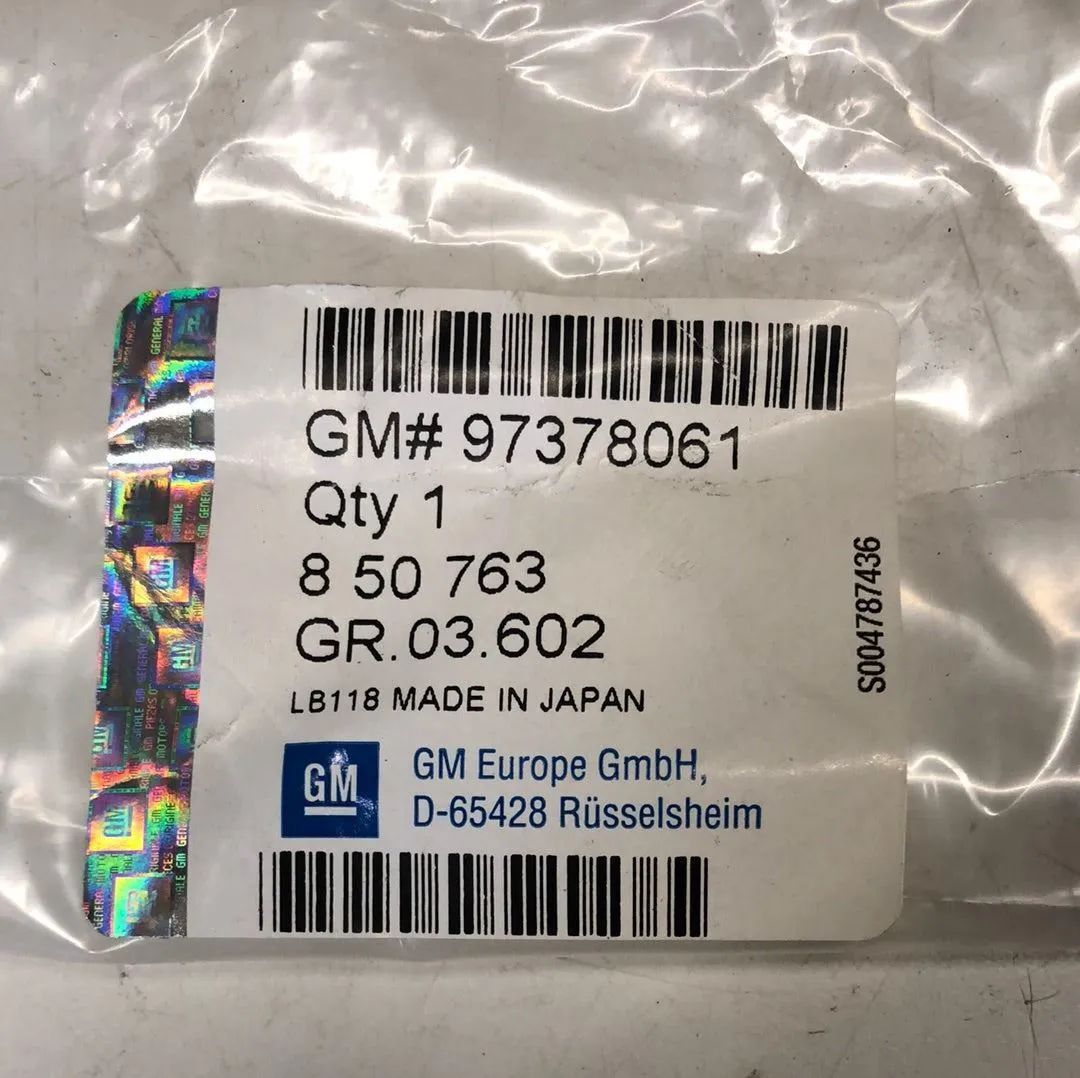 GM# 97378061
Qty 1
8 50 763
GR.03.602
LB118 MADE IN JAPAN
GM
GM Europe GmbH,
D-65428 Rüsselsheim
S004787436